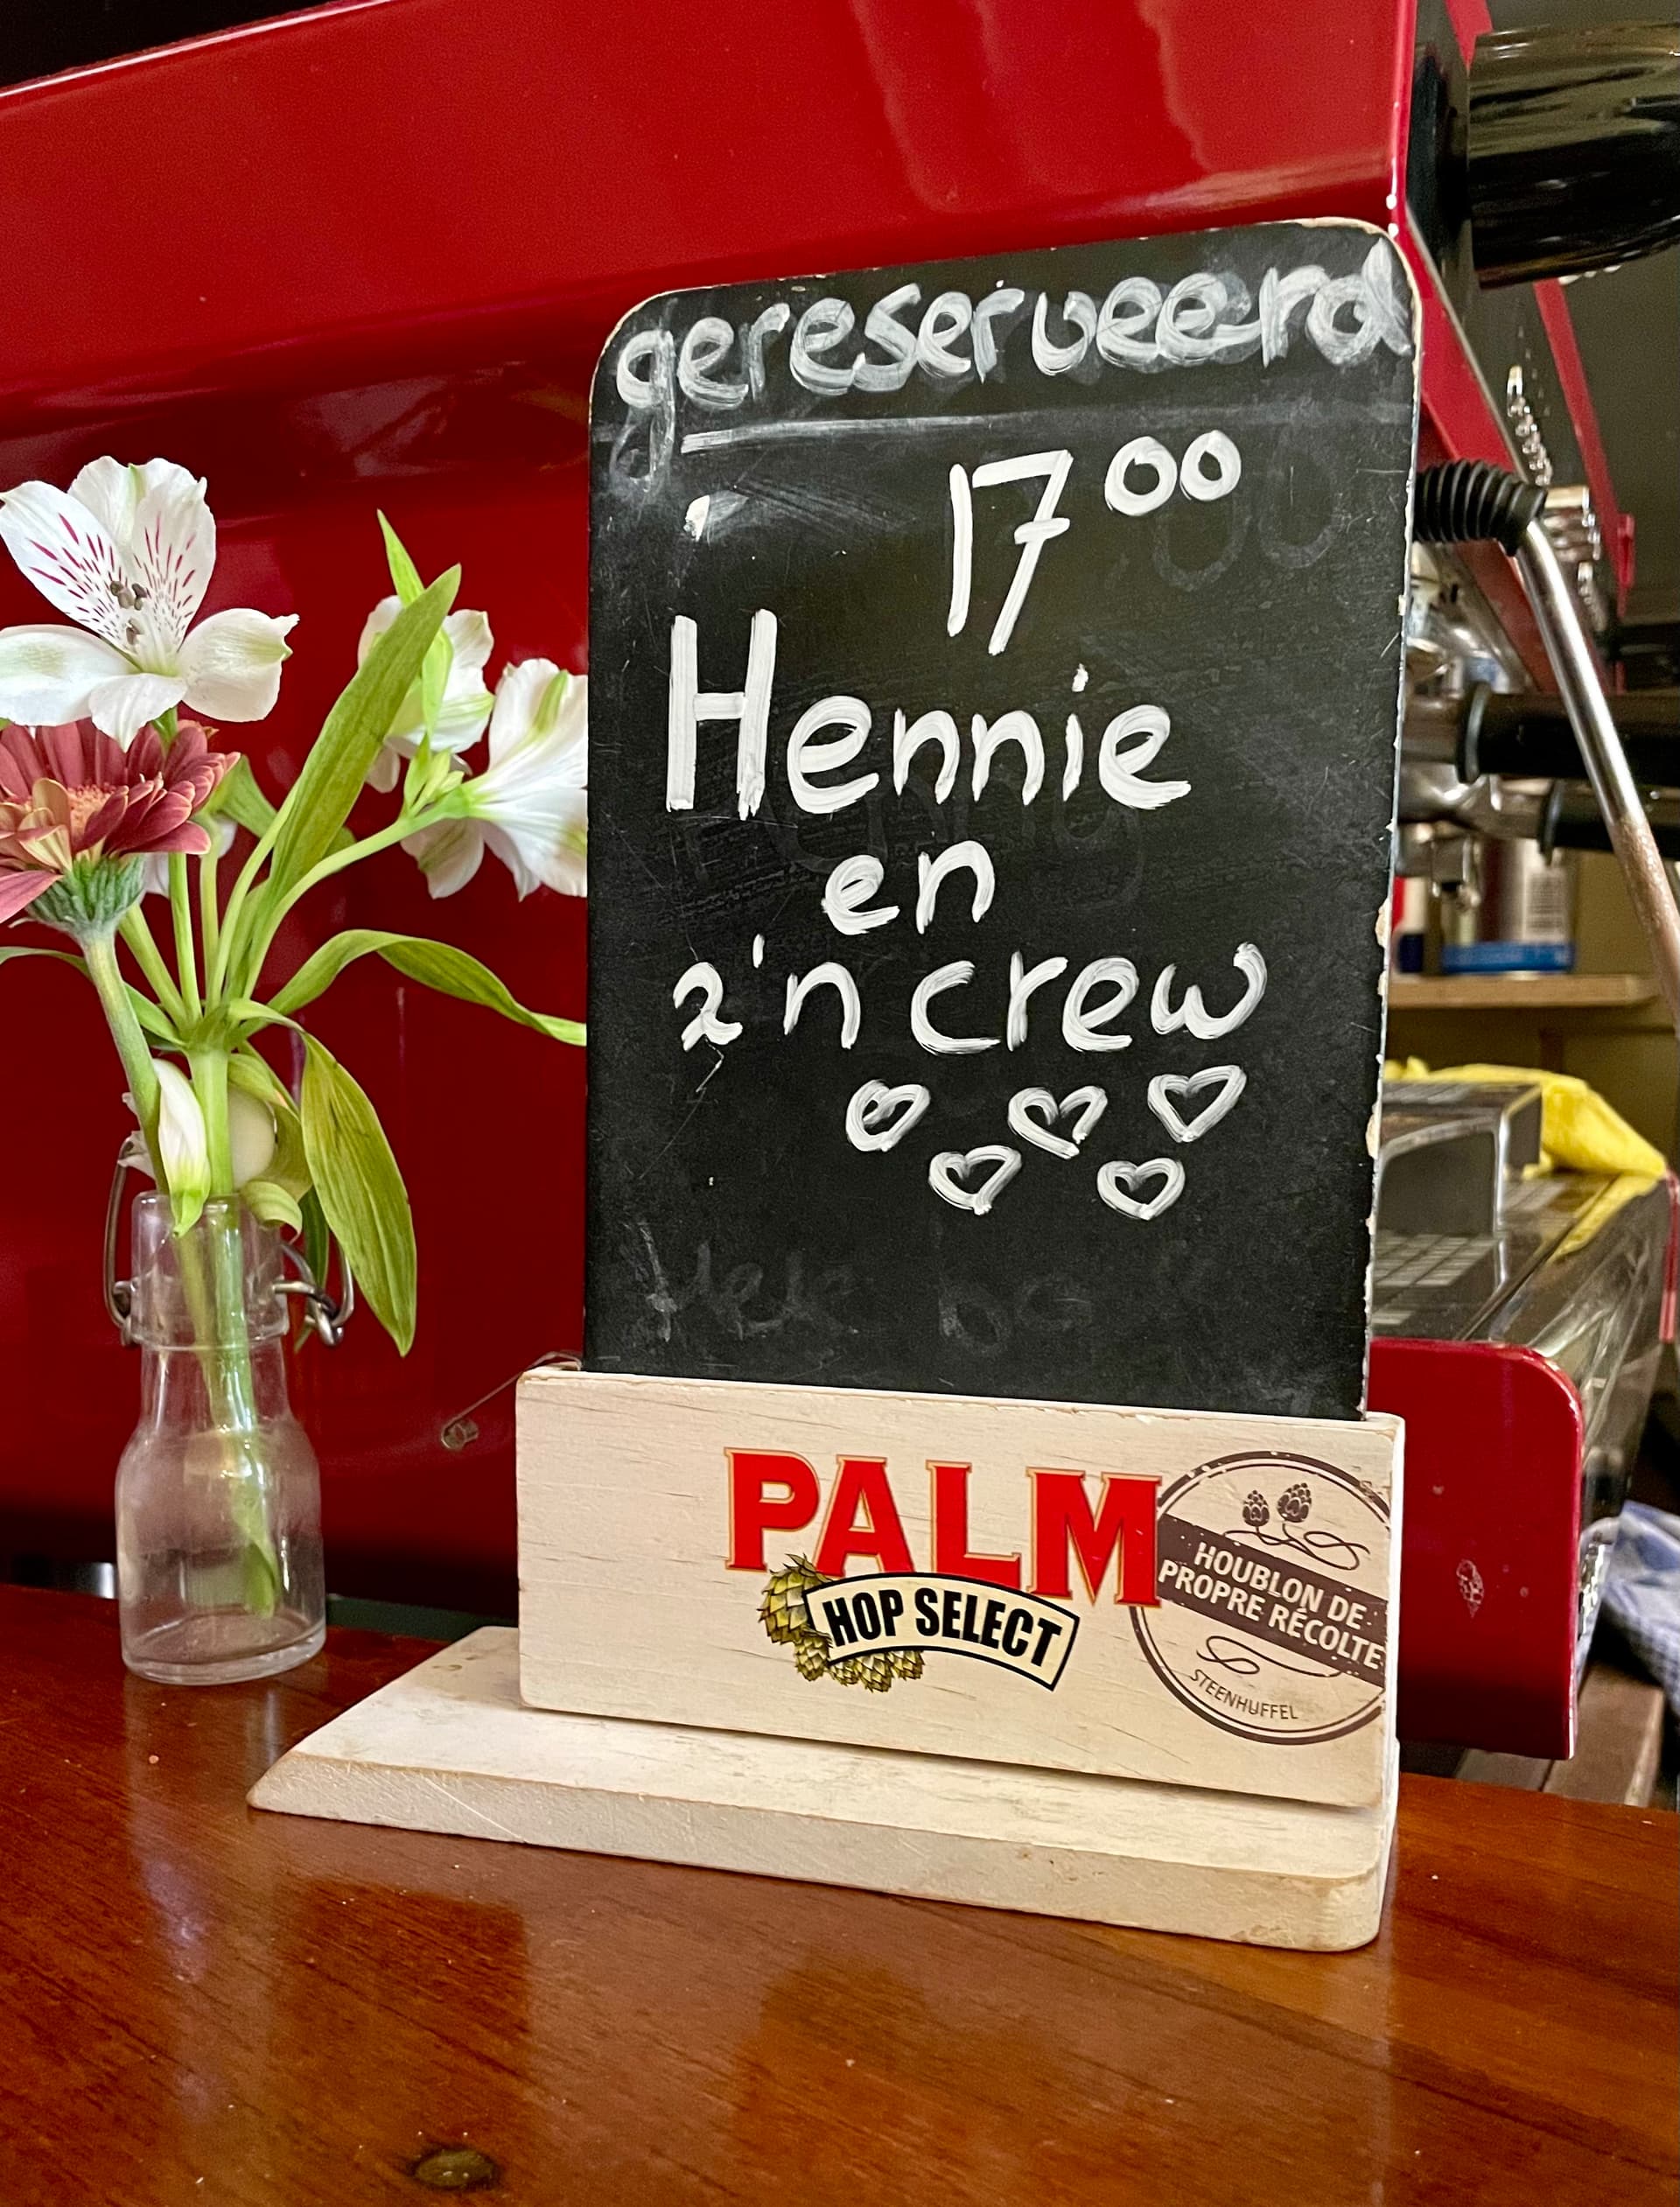 gereserveerd
17⁰⁰
Hennie
en
z'n crew
PALM
HOP SELECT
HOUBLON DE
PROPRE RÉCOLTE
STEENHUFFEL